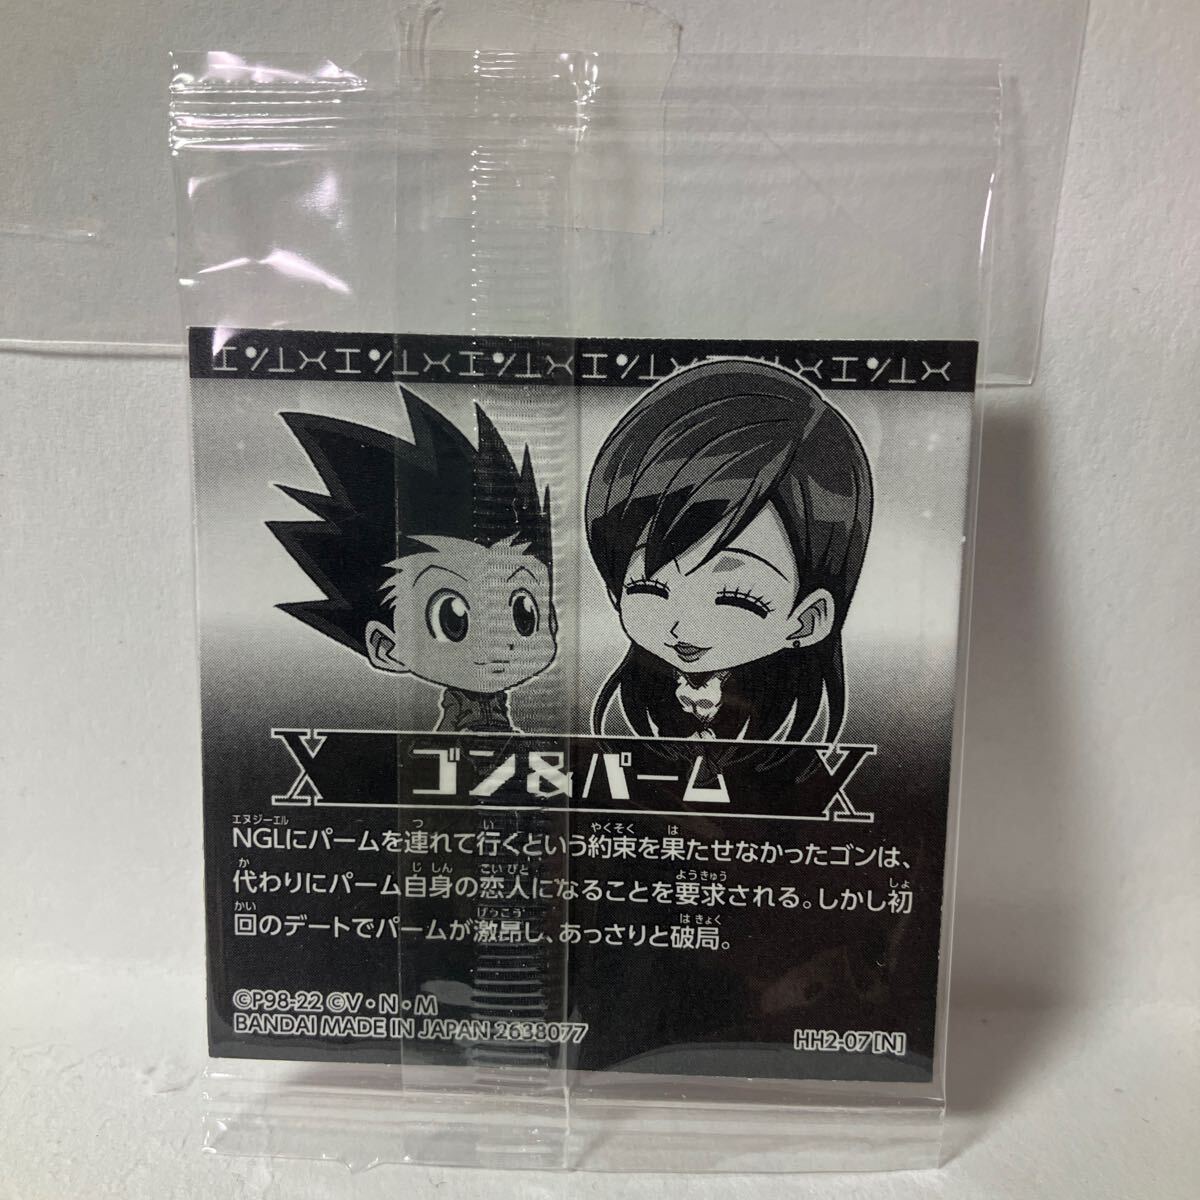 ゴン&パーム
NGLにパームを連れて行くという約束を果たせなかったゴンは、
代わりにパーム自身の恋人になることを要求される。しかし初
回のデートでパームが激昂し、あっさりと破局。
©P98-22 ©V・N・M
BANDAI MADE IN JAPAN 2638077
HH2-07[N]